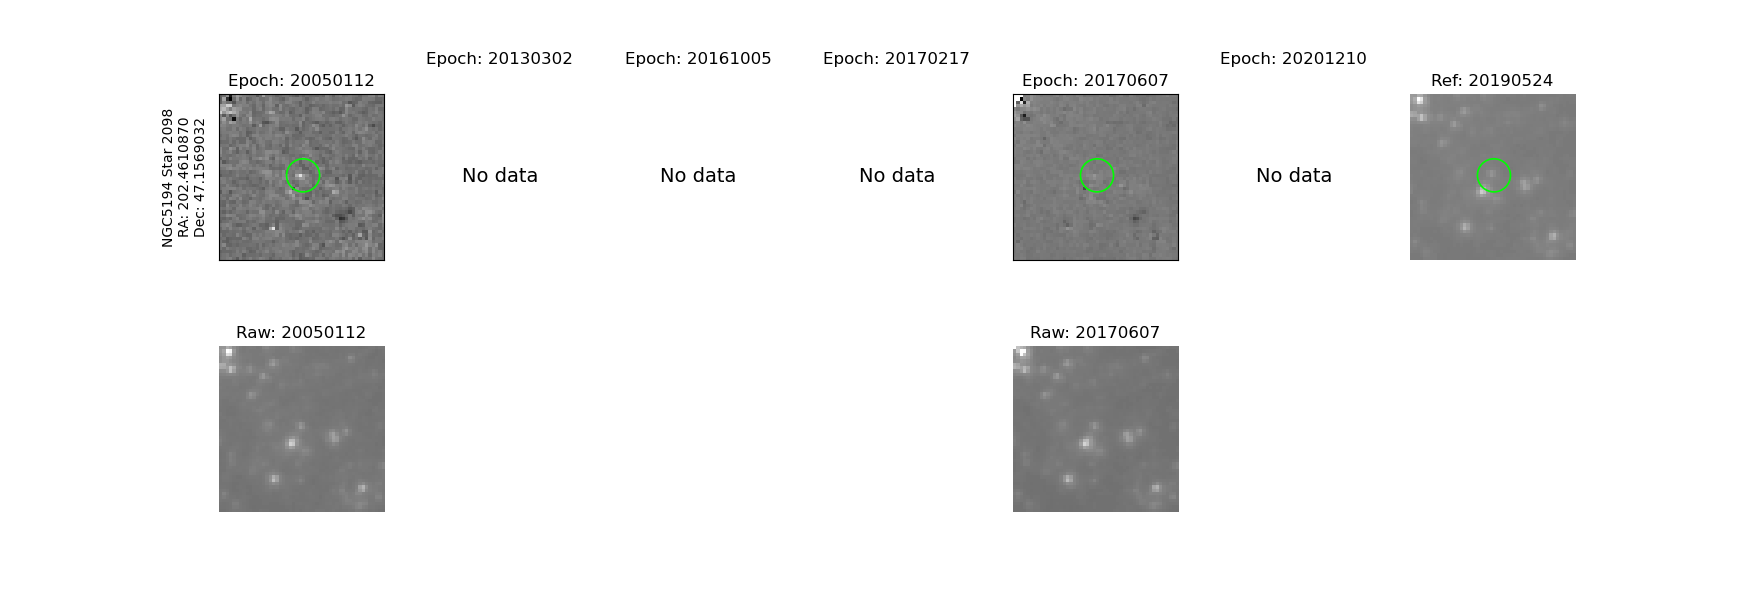 Epoch: 20050112
Epoch: 20130302
Epoch: 20161005
Epoch: 20170217
Epoch: 20170607
Epoch: 20201210
Ref: 20190524
NGC5194 Star 2098
RA: 202.4610870
Dec: 47.1569032
No data
No data
No data
No data
Raw: 20050112
Raw: 20170607